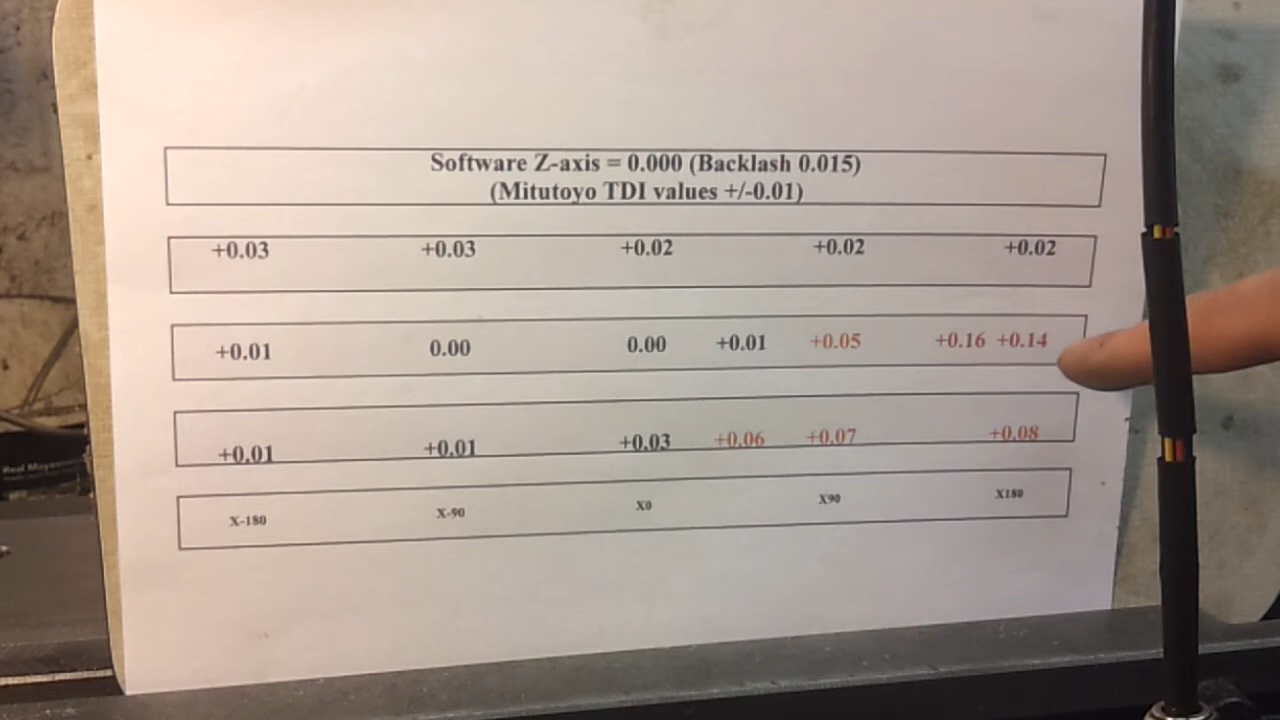 Software Z-axis = 0.000 (Backlash 0.015)
(Mitutoyo TDI values +/-0.01)
+0.03 +0.03 +0.02 +0.02 +0.02
+0.01 0.00 0.00 +0.01 +0.05 +0.16 +0.14
+0.01 +0.01 +0.03 +0.06 +0.07 +0.08
X-180 X-90 X0 X90 X180